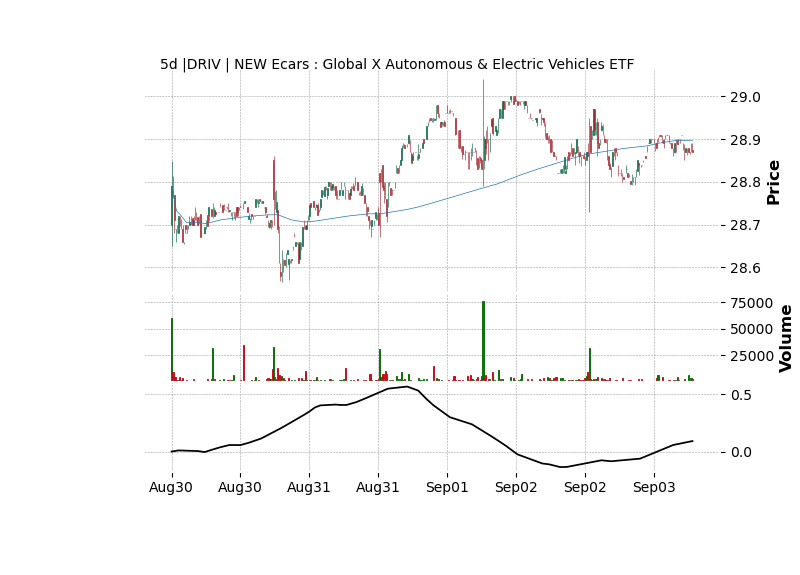 5d |DRIV | NEW Ecars : Global X Autonomous & Electric Vehicles ETF
29.0
28.9
28.8
28.7
28.6
Price
75000
50000
25000
Volume
0.5
0.0
Aug30 Aug30 Aug31 Aug31 Sep01 Sep02 Sep02 Sep03